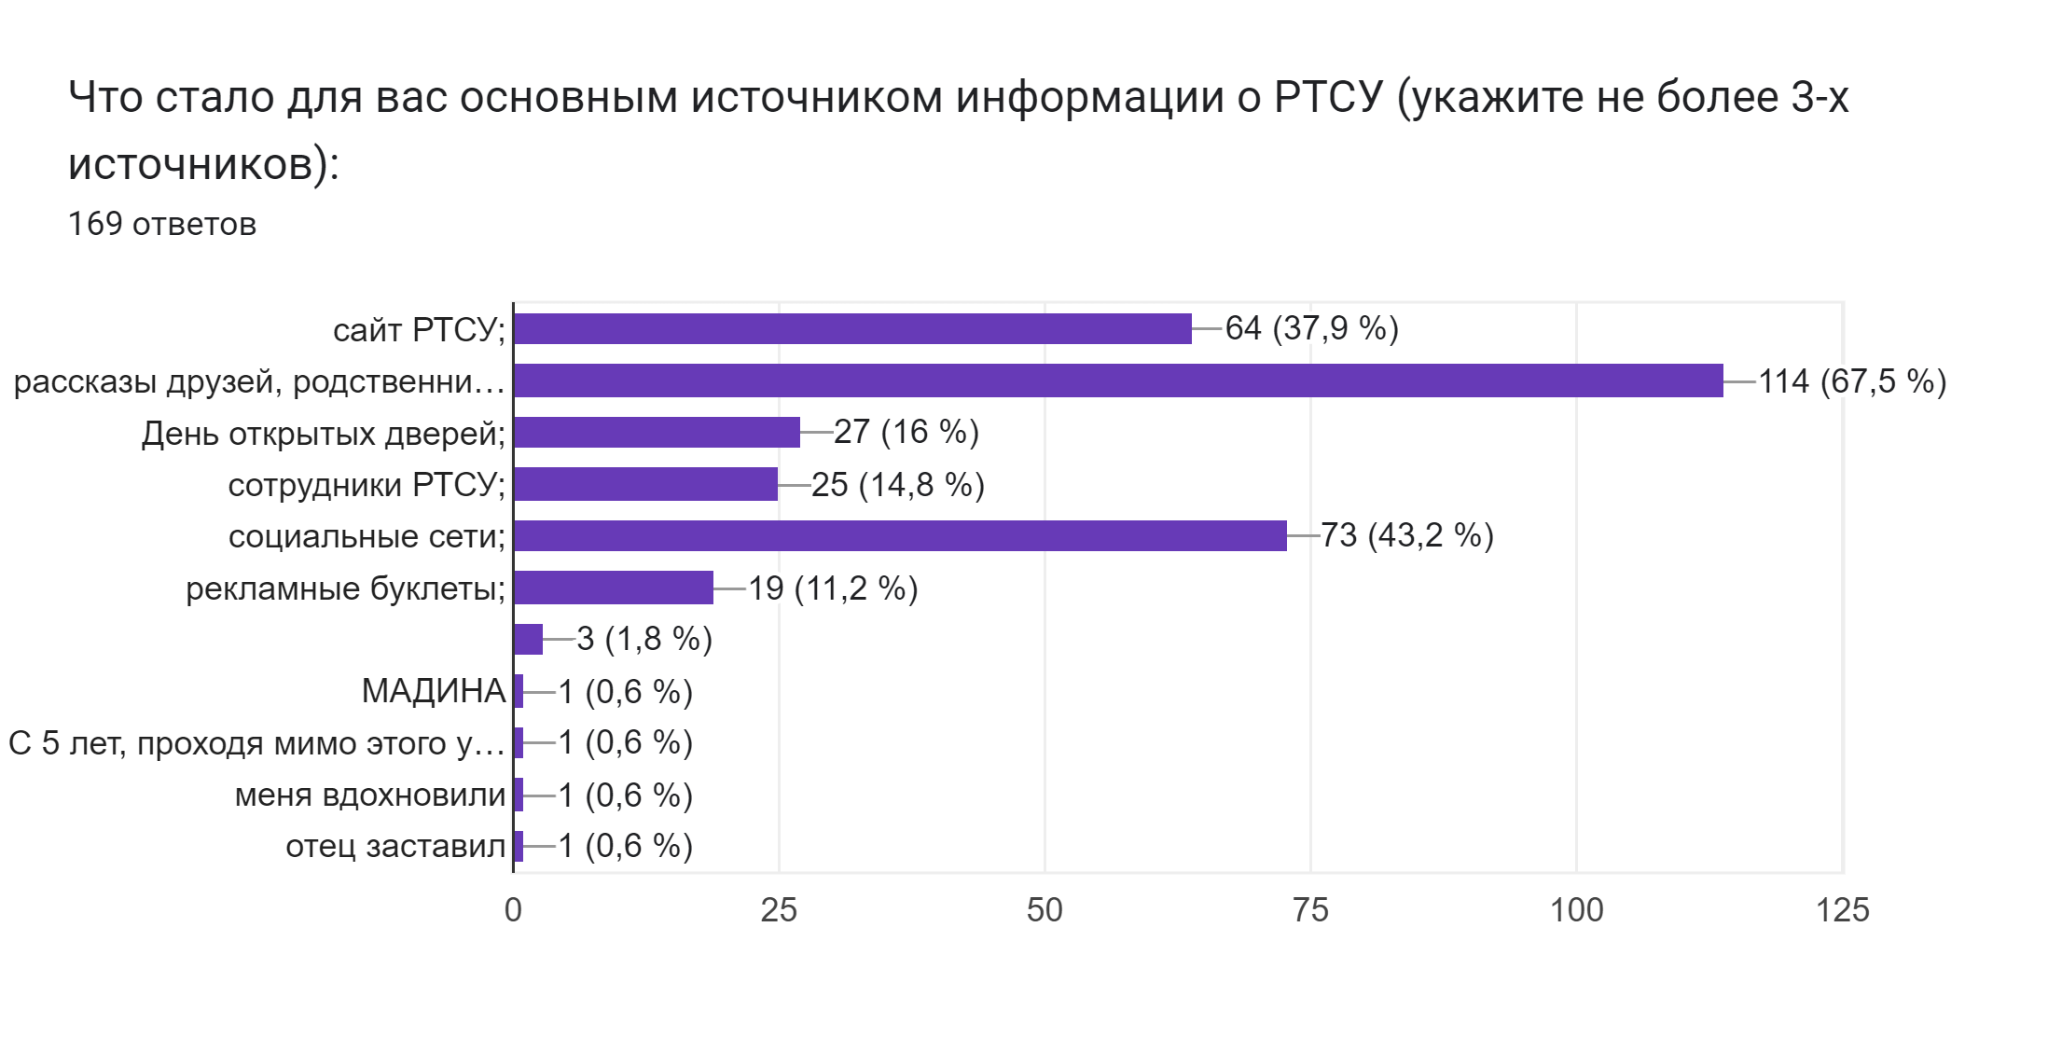 Что стало для вас основным источником информации о РТСУ (укажите не более 3-х
источников):
169 ответов
сайт РТСУ; 64 (37,9 %)
рассказы друзей, родственни… 114 (67,5 %)
День открытых дверей; 27 (16 %)
сотрудники РТСУ; 25 (14,8 %)
социальные сети; 73 (43,2 %)
рекламные буклеты; 19 (11,2 %)
3 (1,8 %)
МАДИНА 1 (0,6 %)
С 5 лет, проходя мимо этого у… 1 (0,6 %)
меня вдохновили 1 (0,6 %)
отец заставил 1 (0,6 %)
0 25 50 75 100 125